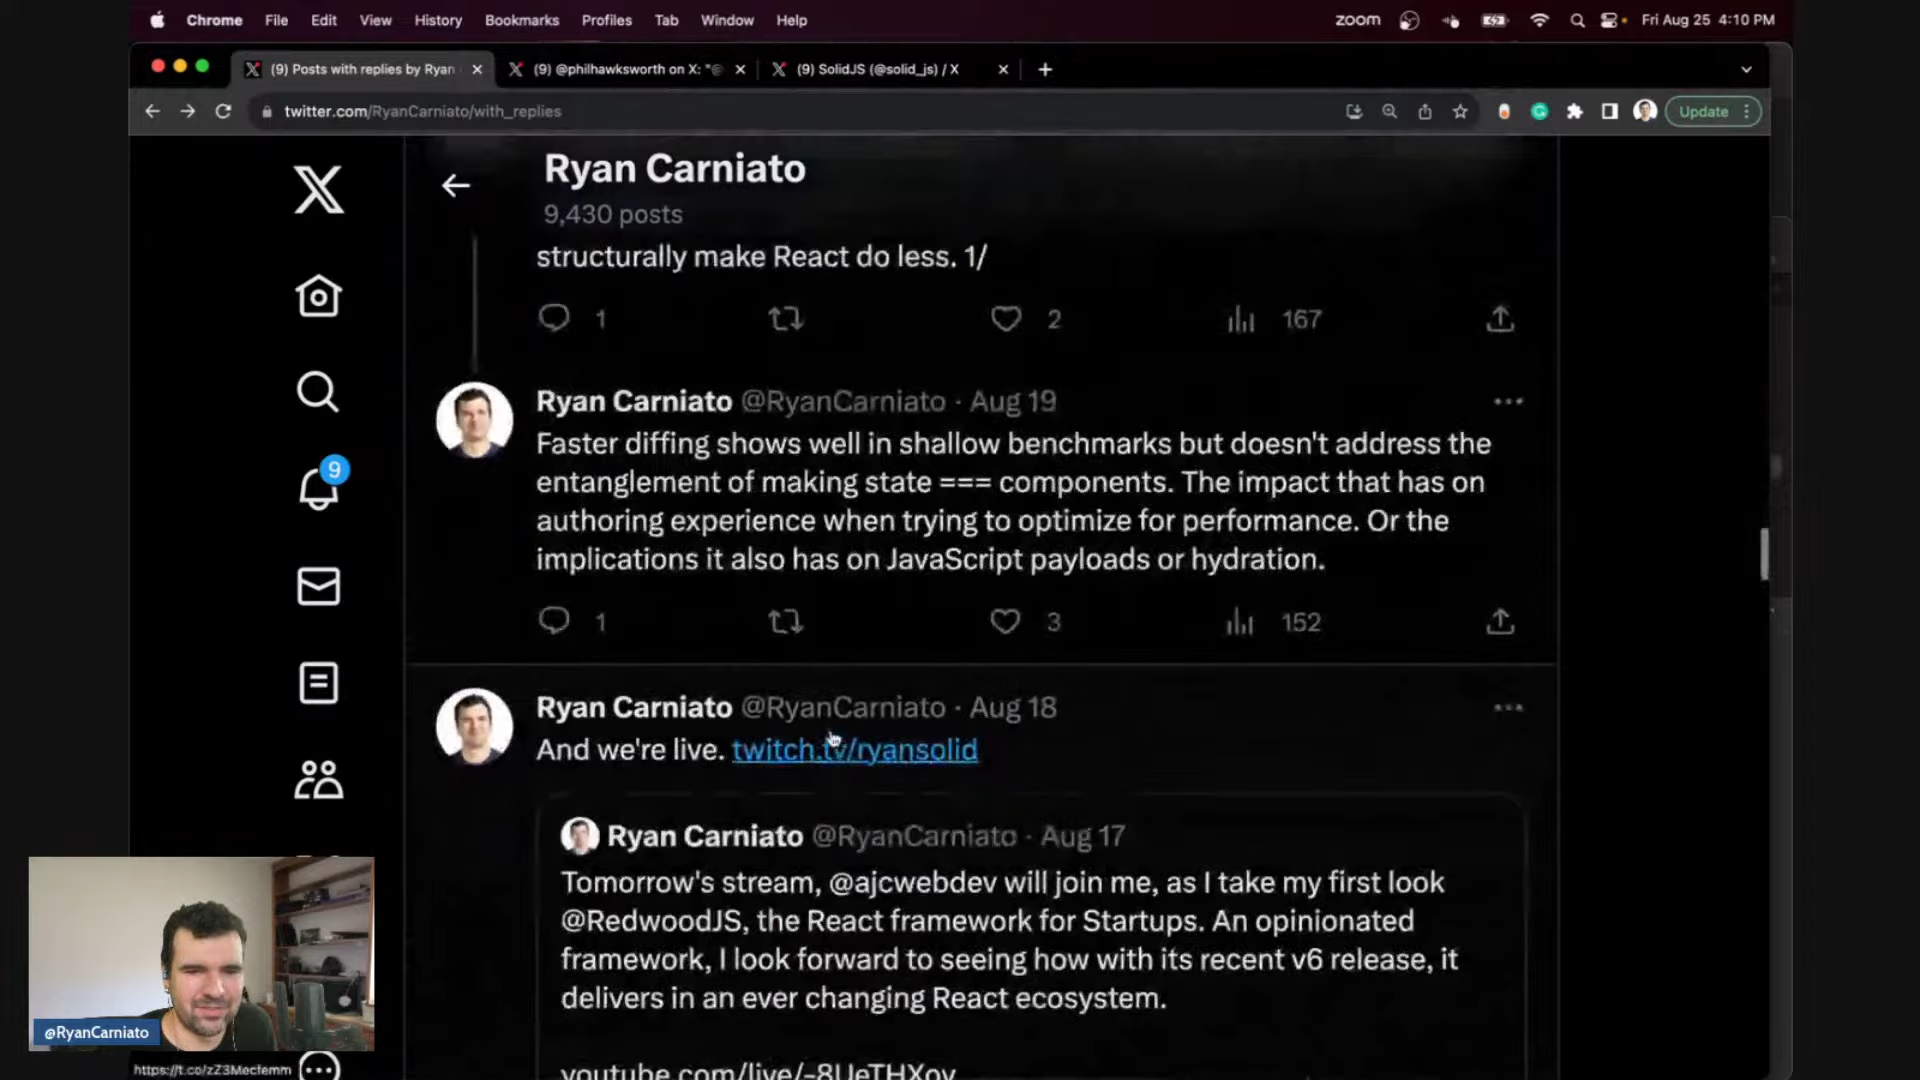 Chrome File Edit View History Bookmarks Profiles Tab Window Help zoom Fri Aug 25 4:10 PM
(9) Posts with replies by Ryan (9) @philhawksworth on X: "@ (9) SolidJS (@solid_js) / X
twitter.com/RyanCarniato/with_replies Update
Ryan Carniato
9,430 posts
structurally make React do less. 1/
1 2 167
Ryan Carniato @RyanCarniato · Aug 19
Faster diffing shows well in shallow benchmarks but doesn't address the
entanglement of making state === components. The impact that has on
authoring experience when trying to optimize for performance. Or the
implications it also has on JavaScript payloads or hydration.
1 3 152
9
Ryan Carniato @RyanCarniato · Aug 18
And we're live. twitch.tv/ryansolid
Ryan Carniato @RyanCarniato · Aug 17
Tomorrow's stream, @ajcwebdev will join me, as I take my first look
@RedwoodJS, the React framework for Startups. An opinionated
framework, I look forward to seeing how with its recent v6 release, it
delivers in an ever changing React ecosystem.
youtube.com/live/-8UeTHXov
@RyanCarniato
https://t.co/zZ3Mecfemm